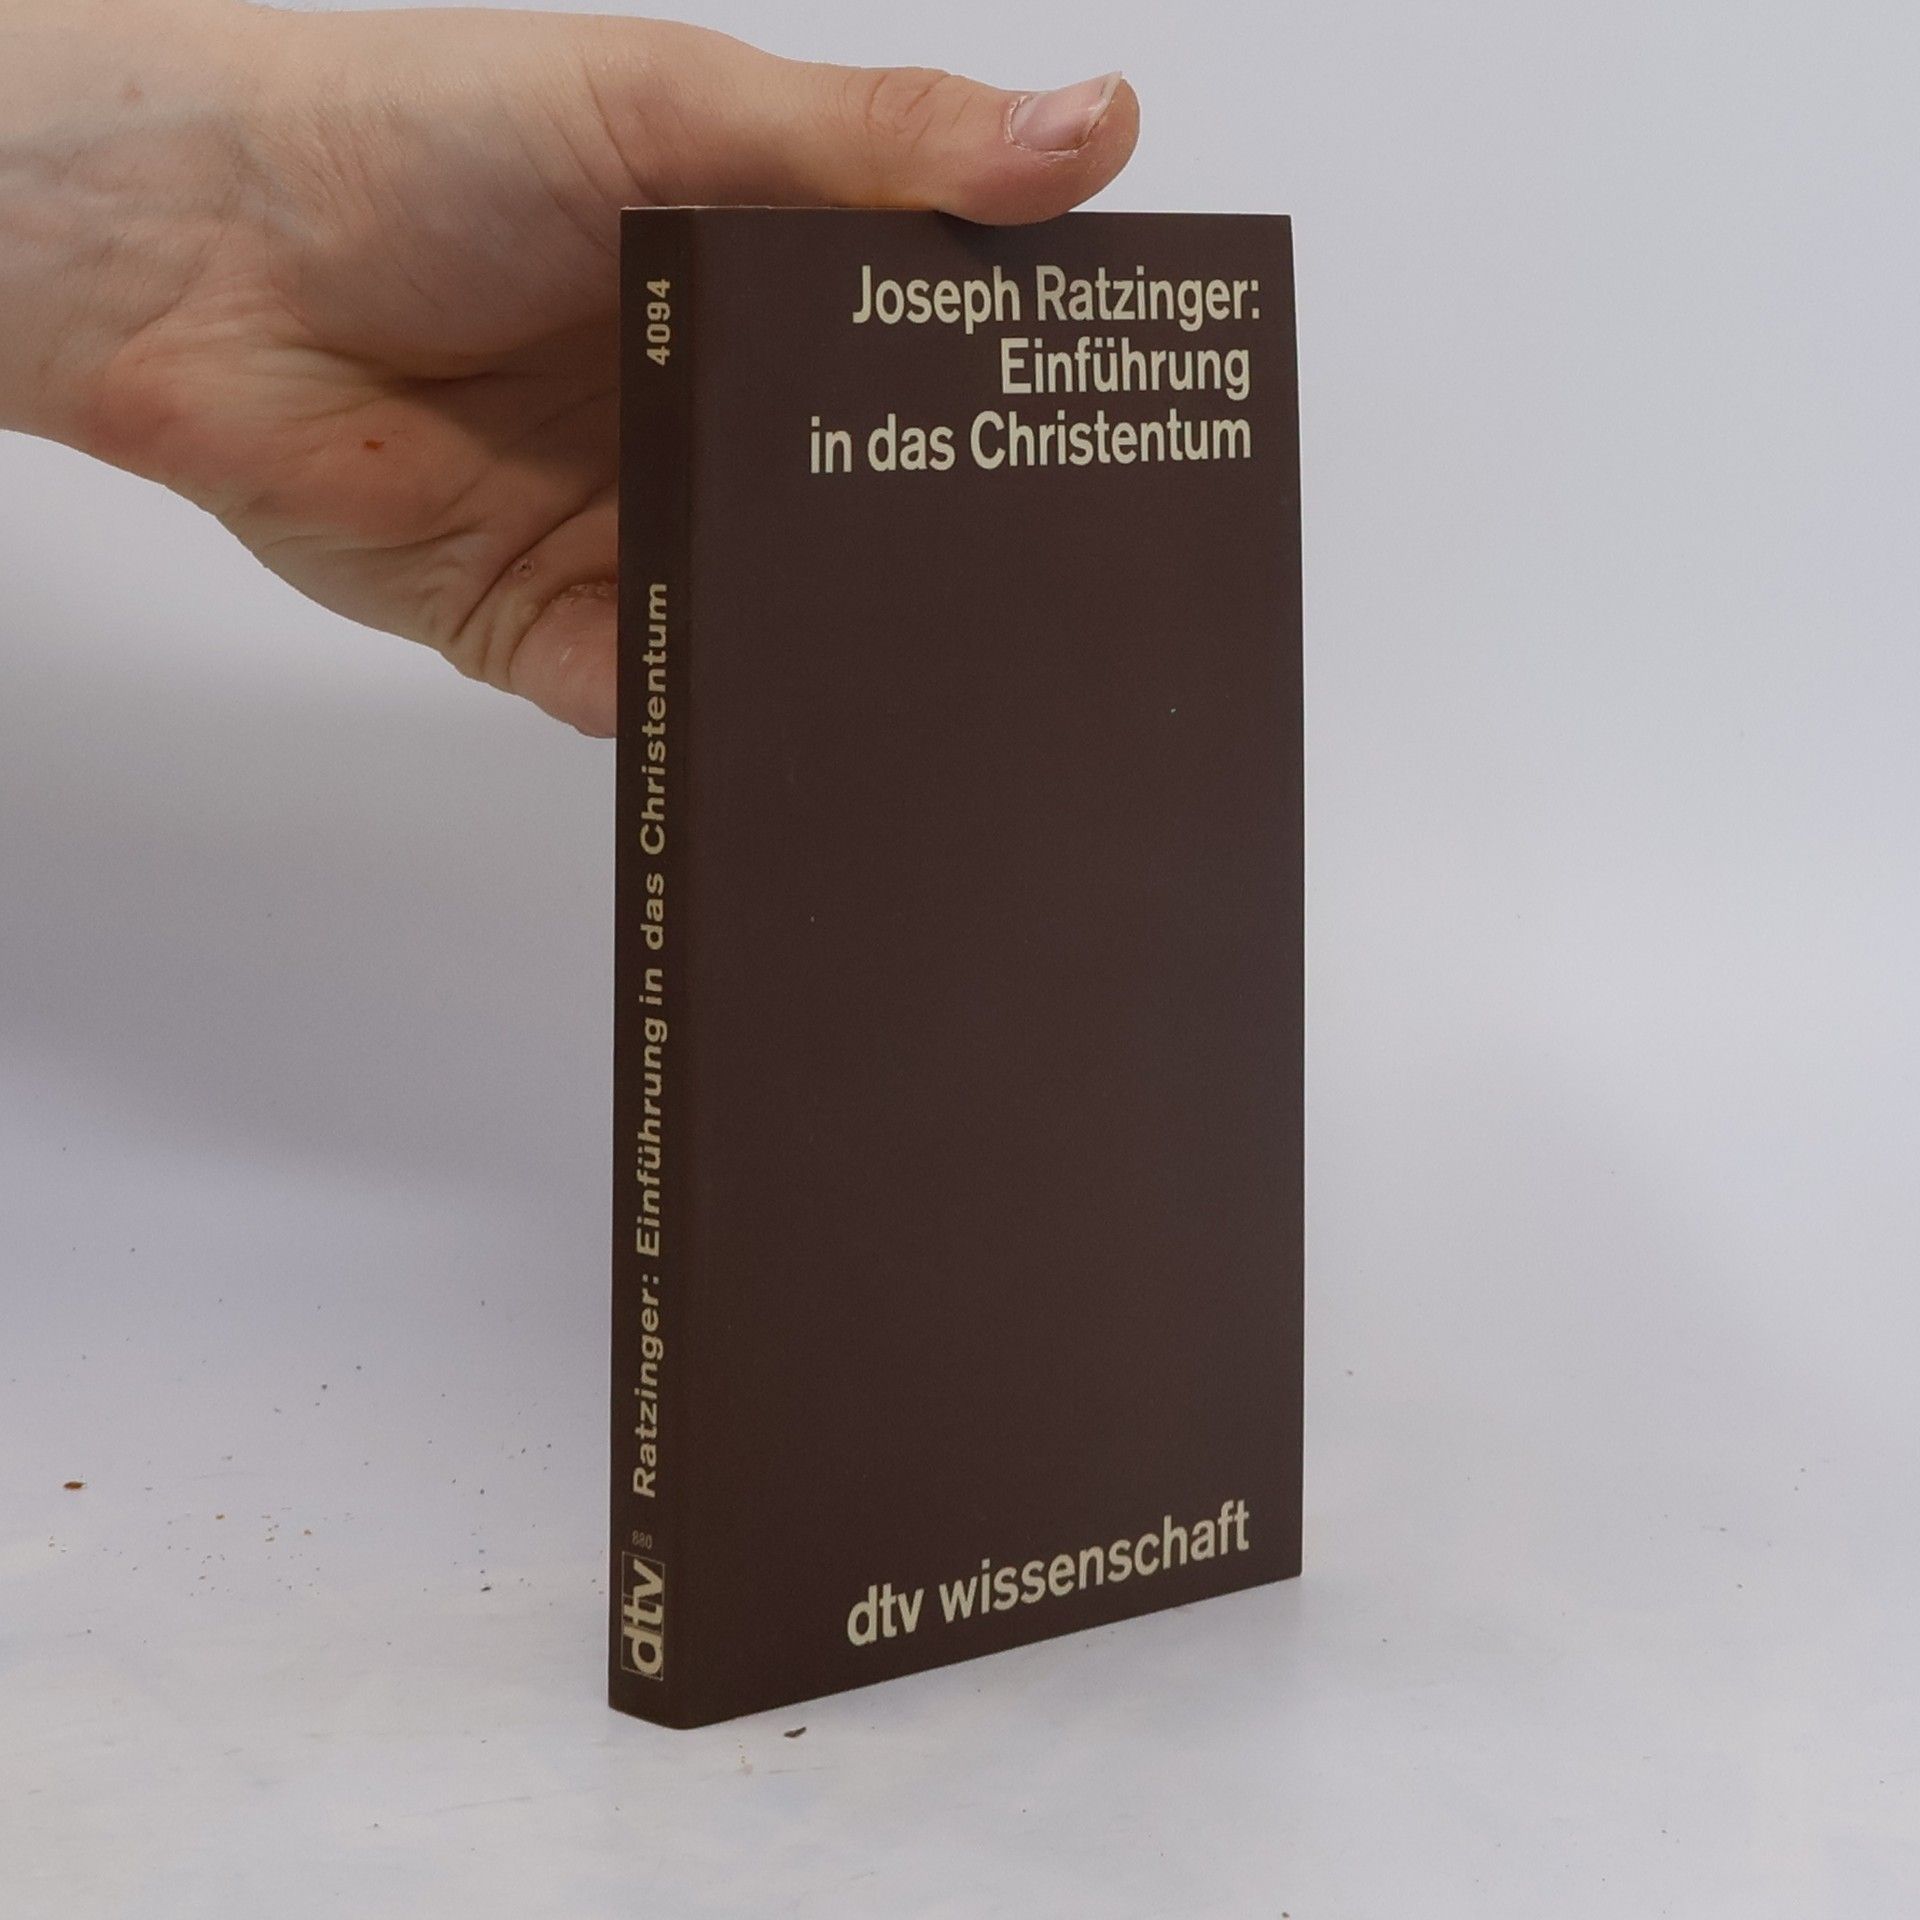 Joseph Ratzinger:
Einführung
in das Christentum
dtv wissenschaft
4094
Ratzinger: Einführung in das Christentum
880
dtv